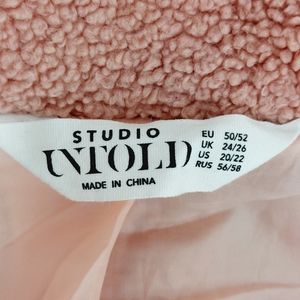 STUDIO
UNTOLD
MADE IN CHINA
EU 50/52
UK 24/26
US 20/22
RUS 56/58